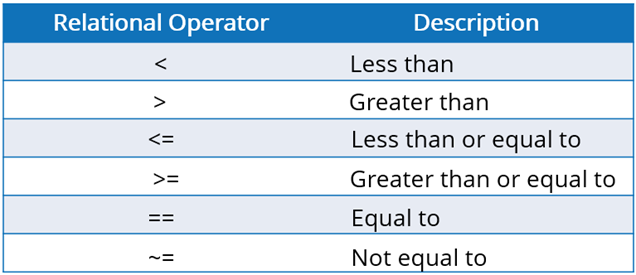 Relational Operator Description
< Less than
> Greater than
<= Less than or equal to
>= Greater than or equal to
== Equal to
~= Not equal to